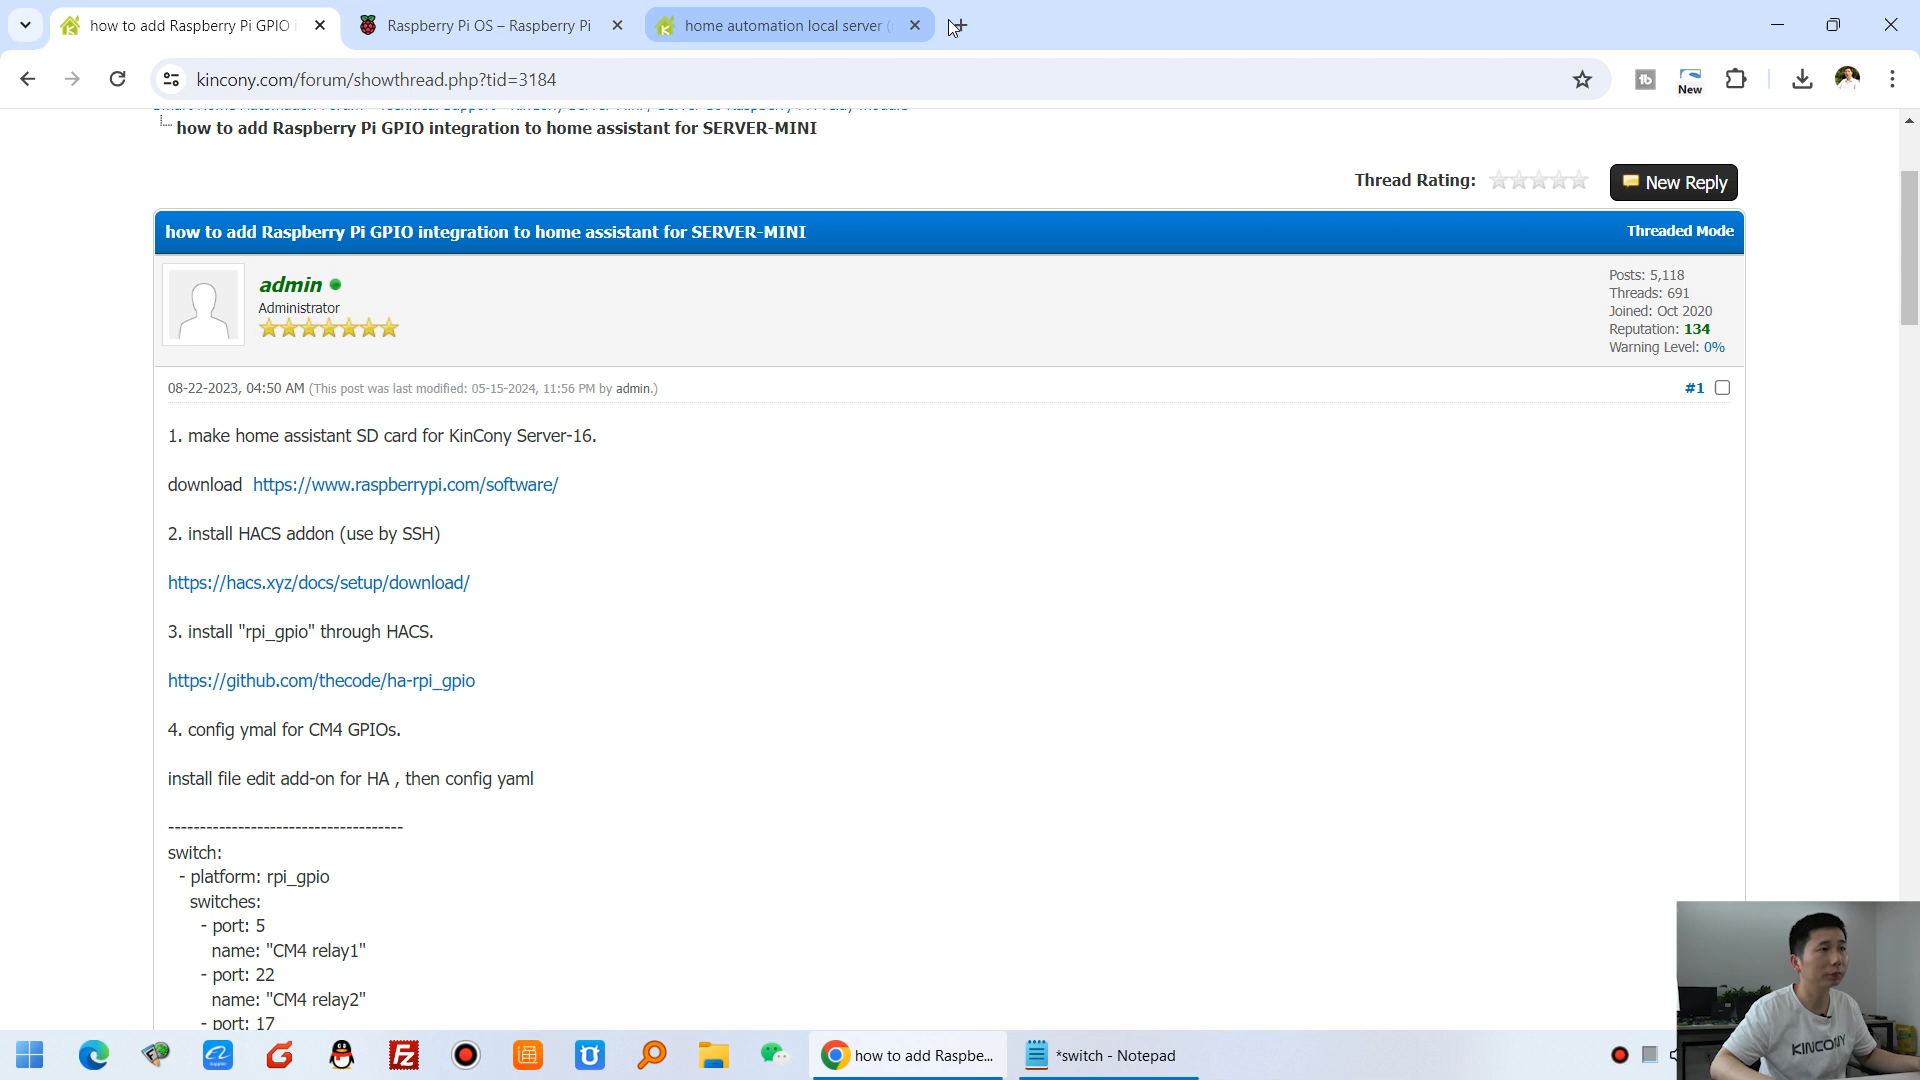 how to add Raspberry Pi GPIO i
Raspberry Pi OS – Raspberry Pi
home automation local server (
kincony.com/forum/showthread.php?tid=3184
New
how to add Raspberry Pi GPIO integration to home assistant for SERVER-MINI
Thread Rating:
New Reply
how to add Raspberry Pi GPIO integration to home assistant for SERVER-MINI
Threaded Mode
admin
Administrator
Posts: 5,118
Threads: 691
Joined: Oct 2020
Reputation: 134
Warning Level: 0%
08-22-2023, 04:50 AM (This post was last modified: 05-15-2024, 11:56 PM by admin.)
#1
1. make home assistant SD card for KinCony Server-16.
download https://www.raspberrypi.com/software/
2. install HACS addon (use by SSH)
https://hacs.xyz/docs/setup/download/
3. install "rpi_gpio" through HACS.
https://github.com/thecode/ha-rpi_gpio
4. config ymal for CM4 GPIOs.
install file edit add-on for HA , then config yaml
------------------------------------
switch:
- platform: rpi_gpio
switches:
- port: 5
name: "CM4 relay1"
- port: 22
name: "CM4 relay2"
- port: 17
how to add Raspbe...
*switch - Notepad
KINCONY